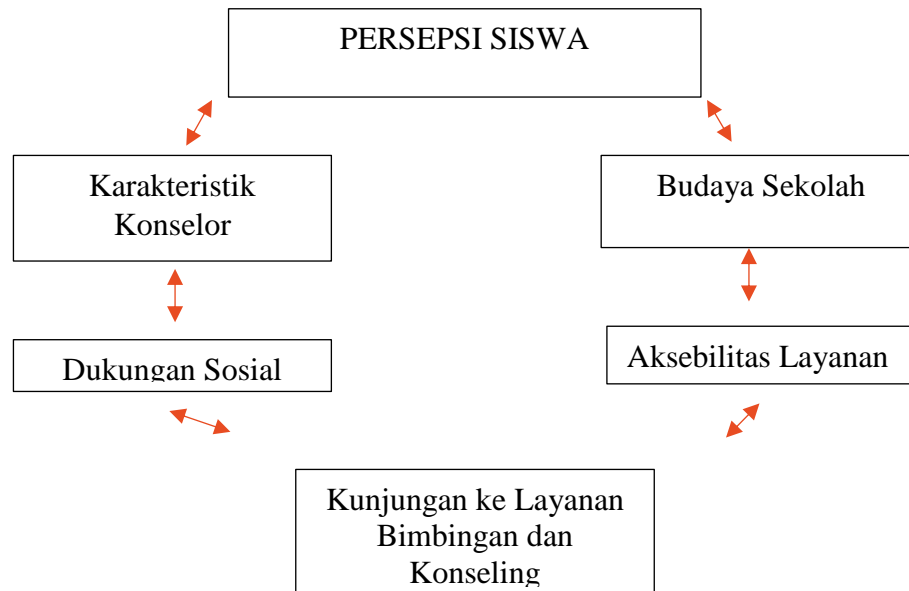 PERSEPSI SISWA
Karakteristik
Konselor
Budaya Sekolah
Dukungan Sosial
Aksebilitas Layanan
Kunjungan ke Layanan
Bimbingan dan
Konseling